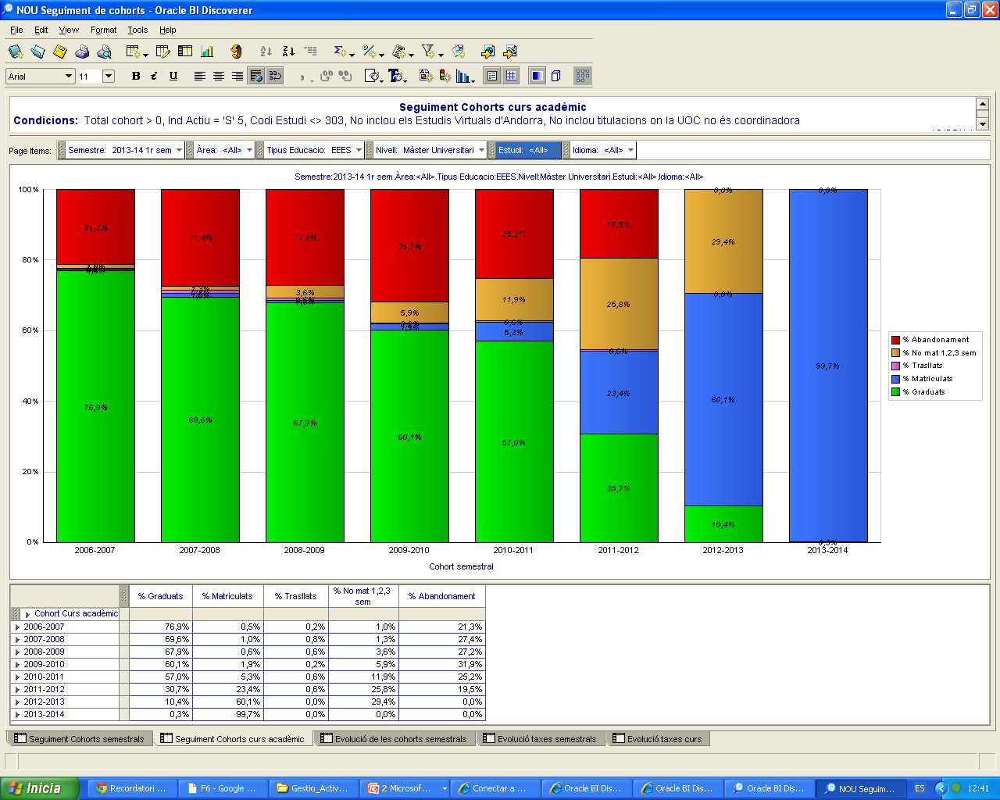 NOU Seguiment de cohorts - Oracle BI Discoverer
File Edit View Format Tools Help
Arial 11
Seguiment Cohorts curs acadèmic
Condicions: Total cohort > 0, Ind Actiu = 'S' 5, Codi Estudi <> 303, No inclou els Estudis Virtuals d'Andorra, No inclou titulacions on la UOC no és coordinadora
Page Items: Semestre: 2013-14 1r sem Àrea: <All> Tipus Educacio: EEES Nivell: Màster Universitari Estudi: <All> Idioma: <All>
Semestre:2013-14 1r sem.Àrea:<All>.Tipus Educacio:EEES.Nivell:Màster Universitari.Estudi:<All>.Idioma:<All>
100%
80%
60%
40%
20%
0%
21,3% 27,4% 27,2% 31,9% 25,2% 19,5% 0,0% 0,0%
3,6% 5,9% 11,9% 25,8% 29,4%
0,6% 0,0%
5,3% 23,4% 60,1% 99,7%
76,9% 69,6% 67,9% 60,1% 57,0% 30,7% 10,4% 0,3%
2006-2007 2007-2008 2008-2009 2009-2010 2010-2011 2011-2012 2012-2013 2013-2014
Cohort semestral
% Abandonament
% No mat 1,2,3 sem
% Trasllats
% Matriculats
% Graduats
% Graduats % Matriculats % Trasllats % No mat 1,2,3 sem % Abandonament
Cohort Curs acadèmic
2006-2007 76,9% 0,5% 0,2% 1,0% 21,3%
2007-2008 69,6% 1,0% 0,8% 1,3% 27,4%
2008-2009 67,9% 0,6% 0,6% 3,6% 27,2%
2009-2010 60,1% 1,9% 0,2% 5,9% 31,9%
2010-2011 57,0% 5,3% 0,6% 11,9% 25,2%
2011-2012 30,7% 23,4% 0,6% 25,8% 19,5%
2012-2013 10,4% 60,1% 0,0% 29,4% 0,0%
2013-2014 0,3% 99,7% 0,0% 0,0% 0,0%
Seguiment Cohorts semestrals Seguiment Cohorts curs acadèmic Evolució de les cohorts semestrals Evolució taxes semestrals Evolució taxes curs
Inicia Recordatori ... F6 - Google ... Gestio_Activ... 2 Microsof... Conectar a ... Oracle BI Dis... Oracle BI Dis... Oracle BI Dis... NOU Seguim... ES 12:41